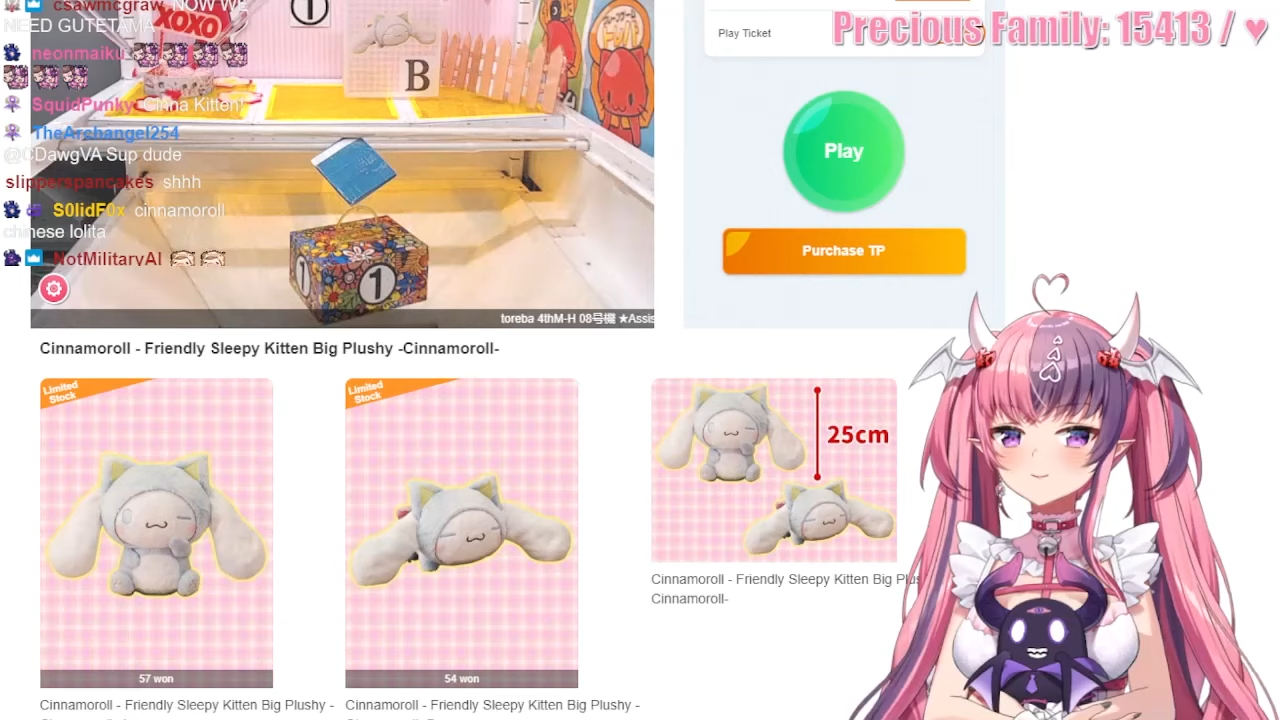 csawmcgraw NOW WE
NEED GUTETAMA
neonmaiku
SquidPunky: Cinna Kitten!
TheArchangel254
@CDawgVA Sup dude
slipperspancakes shhh
S0lidF0x cinnamoroll
chinese lolita
NotMilitaryAI
XOXO
1
B
1
1
toreba 4thM-H 08号機 ★Assis
Play Ticket
Precious Family: 15413 / ♥
Play
Purchase TP
Cinnamoroll - Friendly Sleepy Kitten Big Plushy -Cinnamoroll-
Limited
Stock
57 won
Cinnamoroll - Friendly Sleepy Kitten Big Plushy -
Limited
Stock
54 won
Cinnamoroll - Friendly Sleepy Kitten Big Plushy -
25cm
Cinnamoroll - Friendly Sleepy Kitten Big Plus
Cinnamoroll-